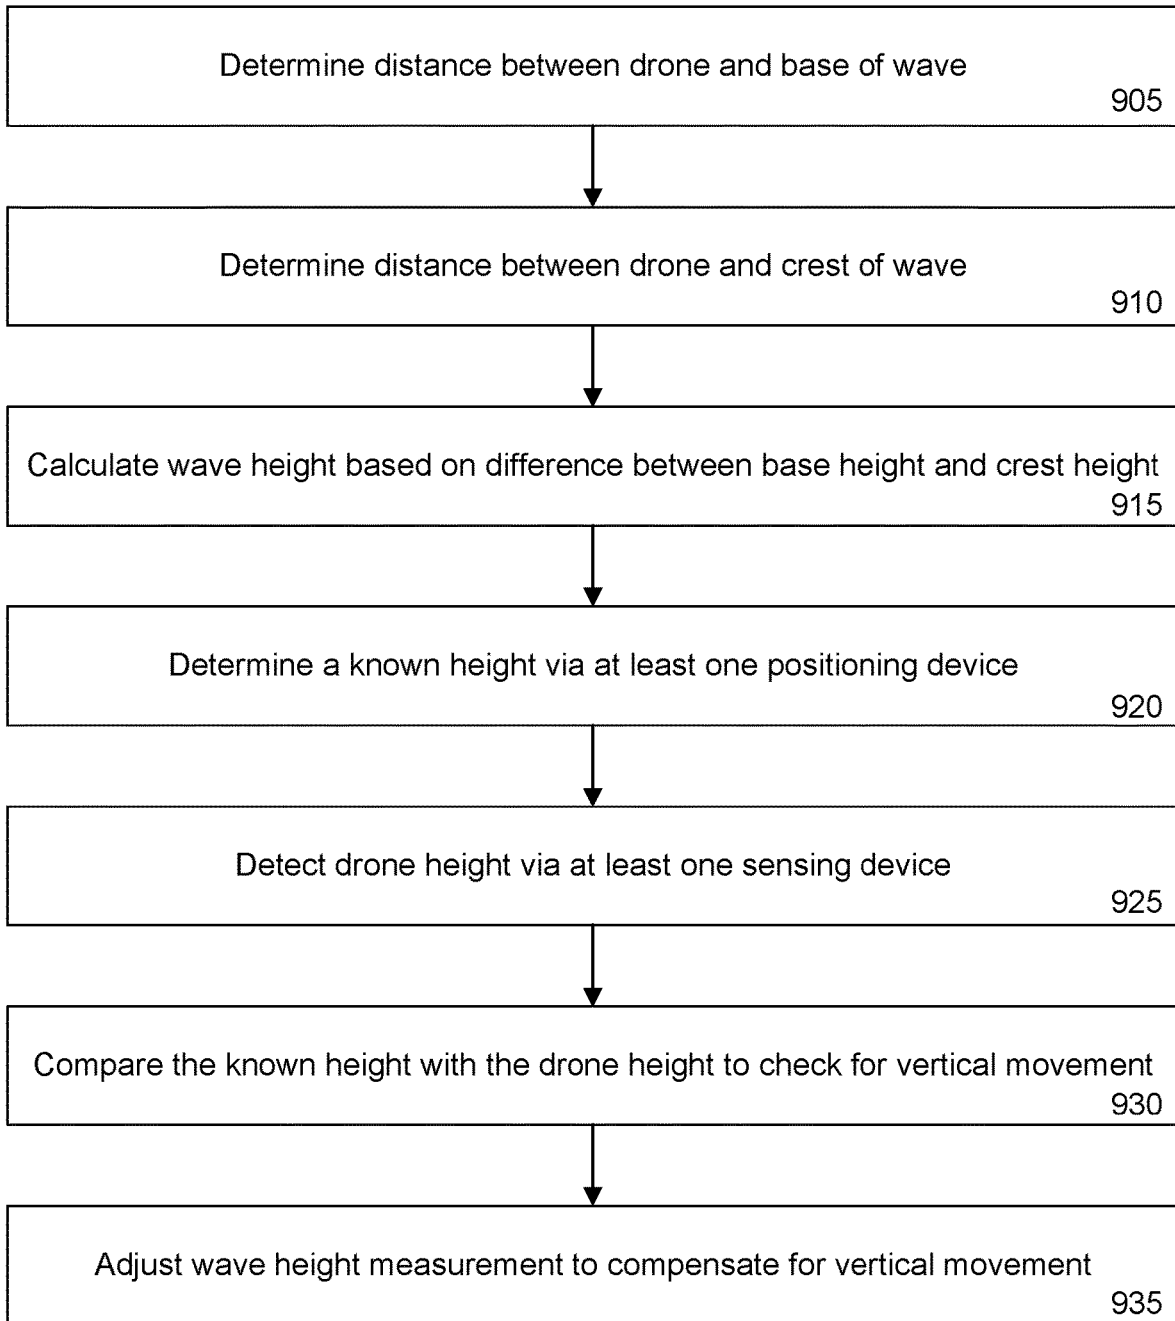 Determine distance between drone and base of wave
905
Determine distance between drone and crest of wave
910
Calculate wave height based on difference between base height and crest height
915
Determine a known height via at least one positioning device
920
Detect drone height via at least one sensing device
925
Compare the known height with the drone height to check for vertical movement
930
Adjust wave height measurement to compensate for vertical movement
935